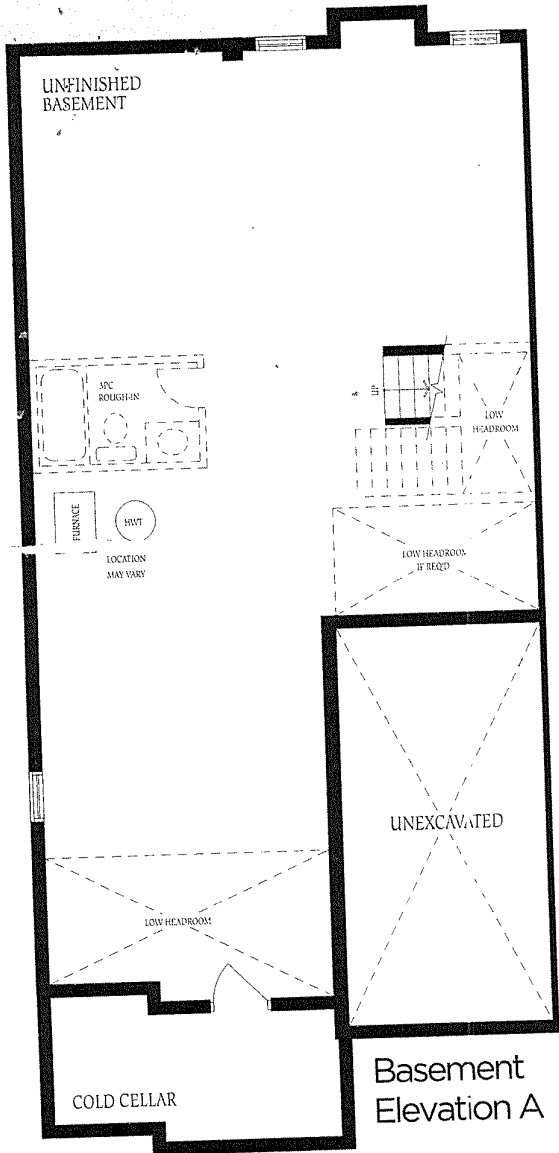 UNFINISHED
BASEMENT
3PC
ROUGH-IN
UP
LOW
HEADROOM
FURNACE
HWT
LOCATION
MAY VARY
LOW HEADROOM
IF REQ'D
UNEXCAVATED
LOW HEADROOM
COLD CELLAR
Basement
Elevation A